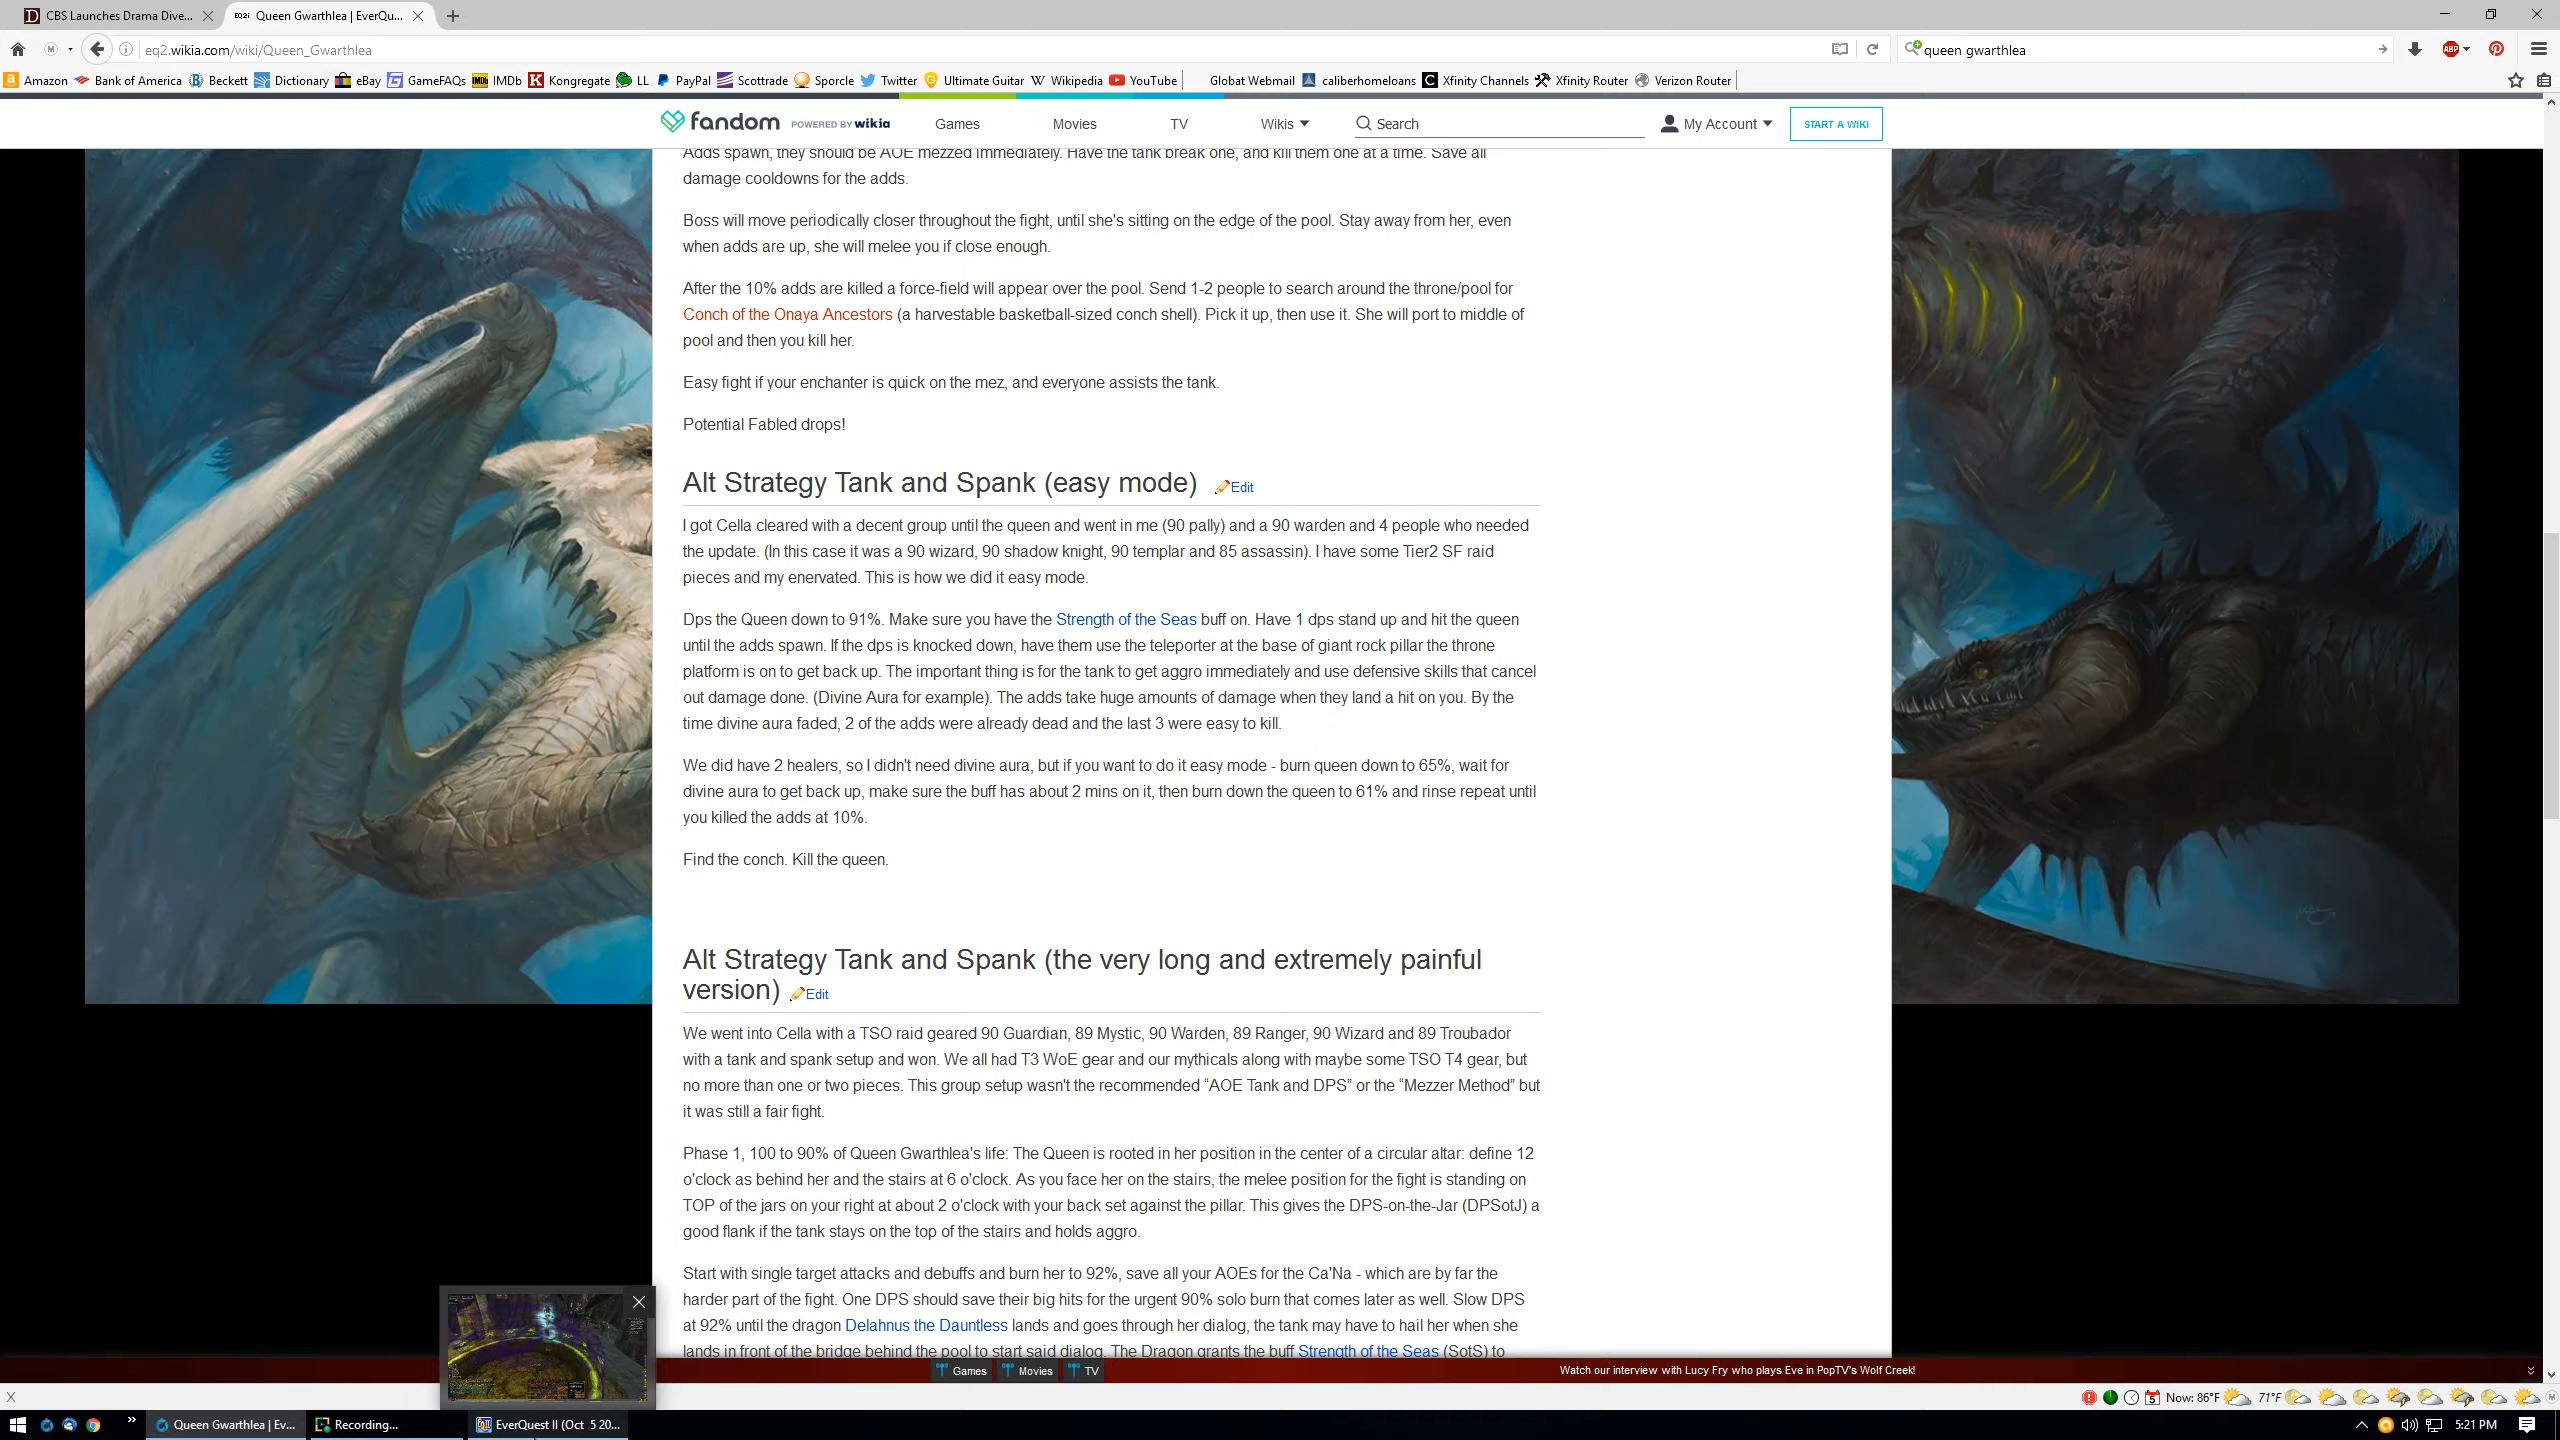 CBS Launches Drama Dive...
EQ2i Queen Gwarthlea | EverQu...
eq2.wikia.com/wiki/Queen_Gwarthlea
queen gwarthlea
Amazon Bank of America Beckett Dictionary eBay GameFAQs IMDb Kongregate LL PayPal Scottrade Sporcle Twitter Ultimate Guitar Wikipedia YouTube Globat Webmail caliberhomeloans Xfinity Channels Xfinity Router Verizon Router
fandom POWERED BY wikia Games Movies TV Wikis Search My Account START A WIKI
Adds spawn, they should be AOE mezzed immediately. Have the tank break one, and kill them one at a time. Save all
damage cooldowns for the adds.
Boss will move periodically closer throughout the fight, until she's sitting on the edge of the pool. Stay away from her, even
when adds are up, she will melee you if close enough.
After the 10% adds are killed a force-field will appear over the pool. Send 1-2 people to search around the throne/pool for
Conch of the Onaya Ancestors (a harvestable basketball-sized conch shell). Pick it up, then use it. She will port to middle of
pool and then you kill her.
Easy fight if your enchanter is quick on the mez, and everyone assists the tank.
Potential Fabled drops!
Alt Strategy Tank and Spank (easy mode) Edit
I got Cella cleared with a decent group until the queen and went in me (90 pally) and a 90 warden and 4 people who needed
the update. (In this case it was a 90 wizard, 90 shadow knight, 90 templar and 85 assassin). I have some Tier2 SF raid
pieces and my enervated. This is how we did it easy mode.
Dps the Queen down to 91%. Make sure you have the Strength of the Seas buff on. Have 1 dps stand up and hit the queen
until the adds spawn. If the dps is knocked down, have them use the teleporter at the base of giant rock pillar the throne
platform is on to get back up. The important thing is for the tank to get aggro immediately and use defensive skills that cancel
out damage done. (Divine Aura for example). The adds take huge amounts of damage when they land a hit on you. By the
time divine aura faded, 2 of the adds were already dead and the last 3 were easy to kill.
We did have 2 healers, so I didn't need divine aura, but if you want to do it easy mode - burn queen down to 65%, wait for
divine aura to get back up, make sure the buff has about 2 mins on it, then burn down the queen to 61% and rinse repeat until
you killed the adds at 10%.
Find the conch. Kill the queen.
Alt Strategy Tank and Spank (the very long and extremely painful
version) Edit
We went into Cella with a TSO raid geared 90 Guardian, 89 Mystic, 90 Warden, 89 Ranger, 90 Wizard and 89 Troubador
with a tank and spank setup and won. We all had T3 WoE gear and our mythicals along with maybe some TSO T4 gear, but
no more than one or two pieces. This group setup wasn't the recommended “AOE Tank and DPS” or the “Mezzer Method” but
it was still a fair fight.
Phase 1, 100 to 90% of Queen Gwarthlea's life: The Queen is rooted in her position in the center of a circular altar: define 12
o'clock as behind her and the stairs at 6 o'clock. As you face her on the stairs, the melee position for the fight is standing on
TOP of the jars on your right at about 2 o'clock with your back set against the pillar. This gives the DPS-on-the-Jar (DPSotJ) a
good flank if the tank stays on the top of the stairs and holds aggro.
Start with single target attacks and debuffs and burn her to 92%, save all your AOEs for the Ca'Na - which are by far the
harder part of the fight. One DPS should save their big hits for the urgent 90% solo burn that comes later as well. Slow DPS
at 92% until the dragon Delahnus the Dauntless lands and goes through her dialog, the tank may have to hail her when she
lands in front of the bridge behind the pool to start said dialog. The Dragon grants the buff Strength of the Seas (SotS) to
Games Movies TV Watch our interview with Lucy Fry who plays Eve in PopTV's Wolf Creek!
Now: 86°F 71°F
Queen Gwarthlea | Ev... Recording... EverQuest II (Oct 5 20... 5:21 PM